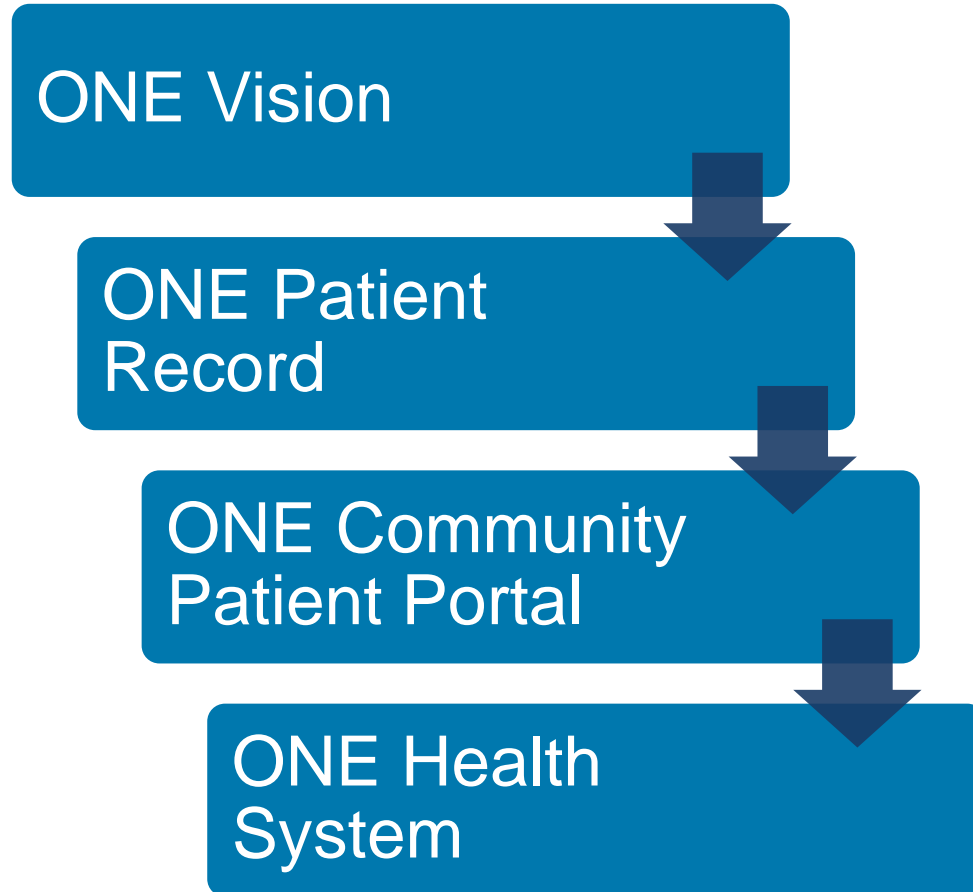 ONE Vision
ONE Patient
Record
ONE Community
Patient Portal
ONE Health
System